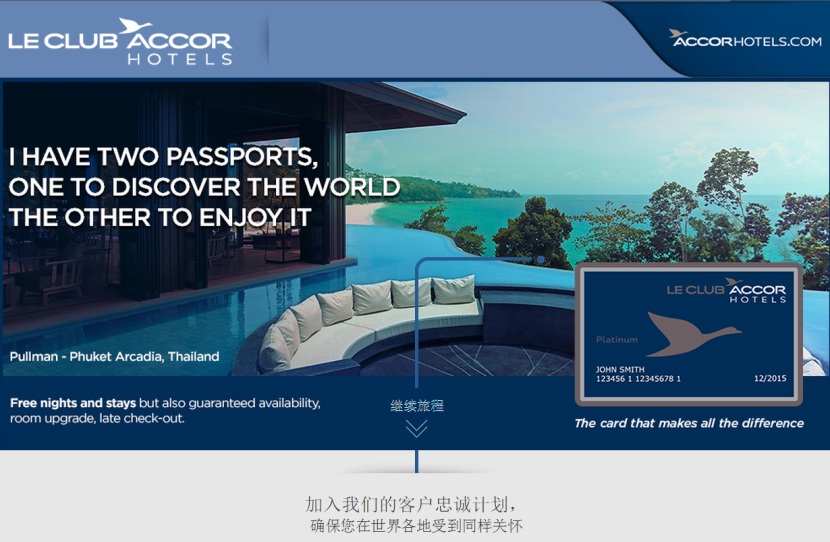 LE CLUB ACCOR
HOTELS
ACCORHOTELS.COM
I HAVE TWO PASSPORTS,
ONE TO DISCOVER THE WORLD
THE OTHER TO ENJOY IT
LE CLUB ACCOR
HOTELS
Platinum
JOHN SMITH
123456 1 12345678 1
12/2015
Pullman - Phuket Arcadia, Thailand
Free nights and stays but also guaranteed availability,
room upgrade, late check-out.
继续旅程
The card that makes all the difference
加入我们的客户忠诚计划，
确保您在世界各地受到同样关怀